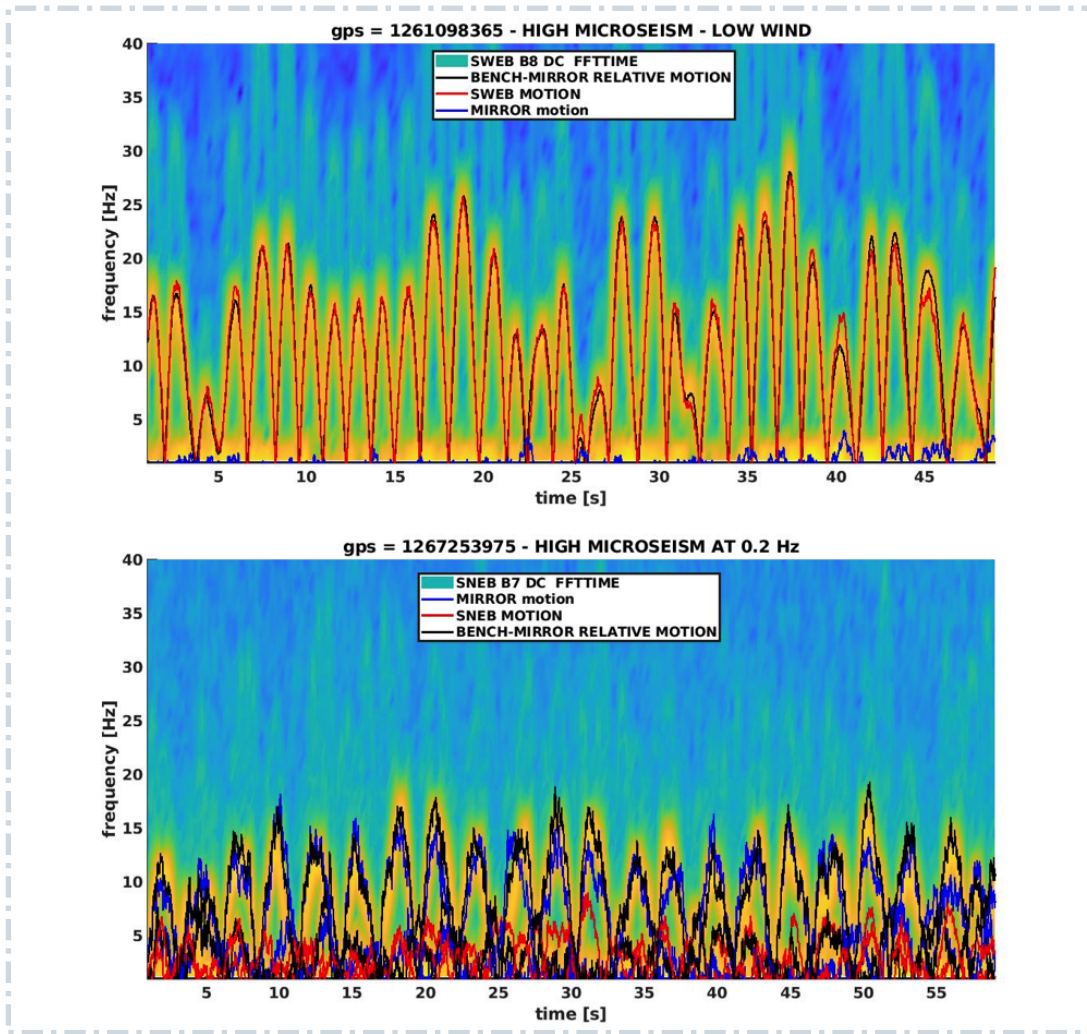 gps = 1261098365 - HIGH MICROSEISM - LOW WIND
40
35
30
25
20
15
10
5
frequency [Hz]
SWEB B8 DC FFTTIME
BENCH-MIRROR RELATIVE MOTION
SWEB MOTION
MIRROR motion
5 10 15 20 25 30 35 40 45
time [s]
gps = 1267253975 - HIGH MICROSEISM AT 0.2 Hz
40
35
30
25
20
15
10
5
frequency [Hz]
SNEB B7 DC FFTTIME
MIRROR motion
SNEB MOTION
BENCH-MIRROR RELATIVE MOTION
5 10 15 20 25 30 35 40 45 50 55
time [s]